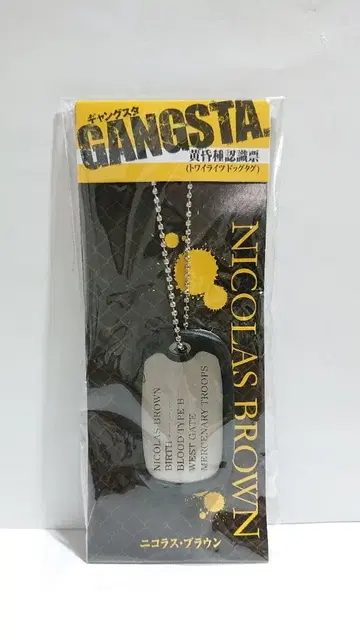 ギャングスタ
GANGSTA.
黄昏種認識票
(トワイライツドッグタグ)
NICOLAS BROWN
NICOLAS BROWN
BIRTH ------
BLOOD TYPE B
WEST GATE
MERCENARY TROOPS
ニコラス・ブラウン